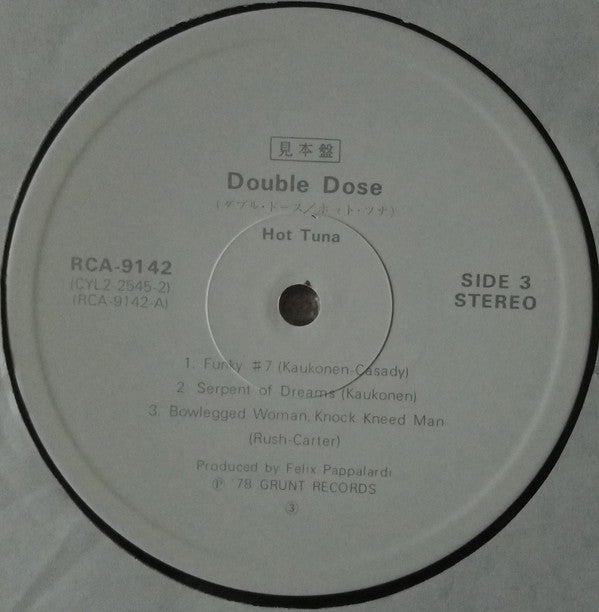 見本盤
Double Dose
(ダブル・ドース/ホット・ツナ)
Hot Tuna
RCA-9142
(CYL2-2545-2)
(RCA-9142-A)
SIDE 3
STEREO
1. Funky #7 (Kaukonen-Casady)
2. Serpent of Dreams (Kaukonen)
3. Bowlegged Woman, Knock Kneed Man
(Rush-Carter)
Produced by Felix Pappalardi
Ⓟ '78 GRUNT RECORDS
③